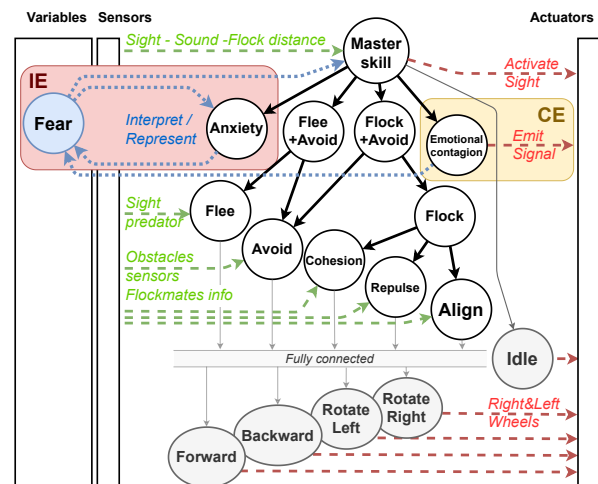 Variables
Sensors
Actuators
Sight - Sound -Flock distance
Master
skill
Activate
Sight
IE
CE
Fear
Interpret /
Represent
Anxiety
Flee
+Avoid
Flock
+Avoid
Emotional
contagion
Emit
Signal
Sight
predator
Flee
Flock
Obstacles
sensors
Avoid
Cohesion
Flockmates info
Repulse
Align
Fully connected
Idle
Forward
Backward
Rotate
Left
Rotate
Right
Right&Left
Wheels